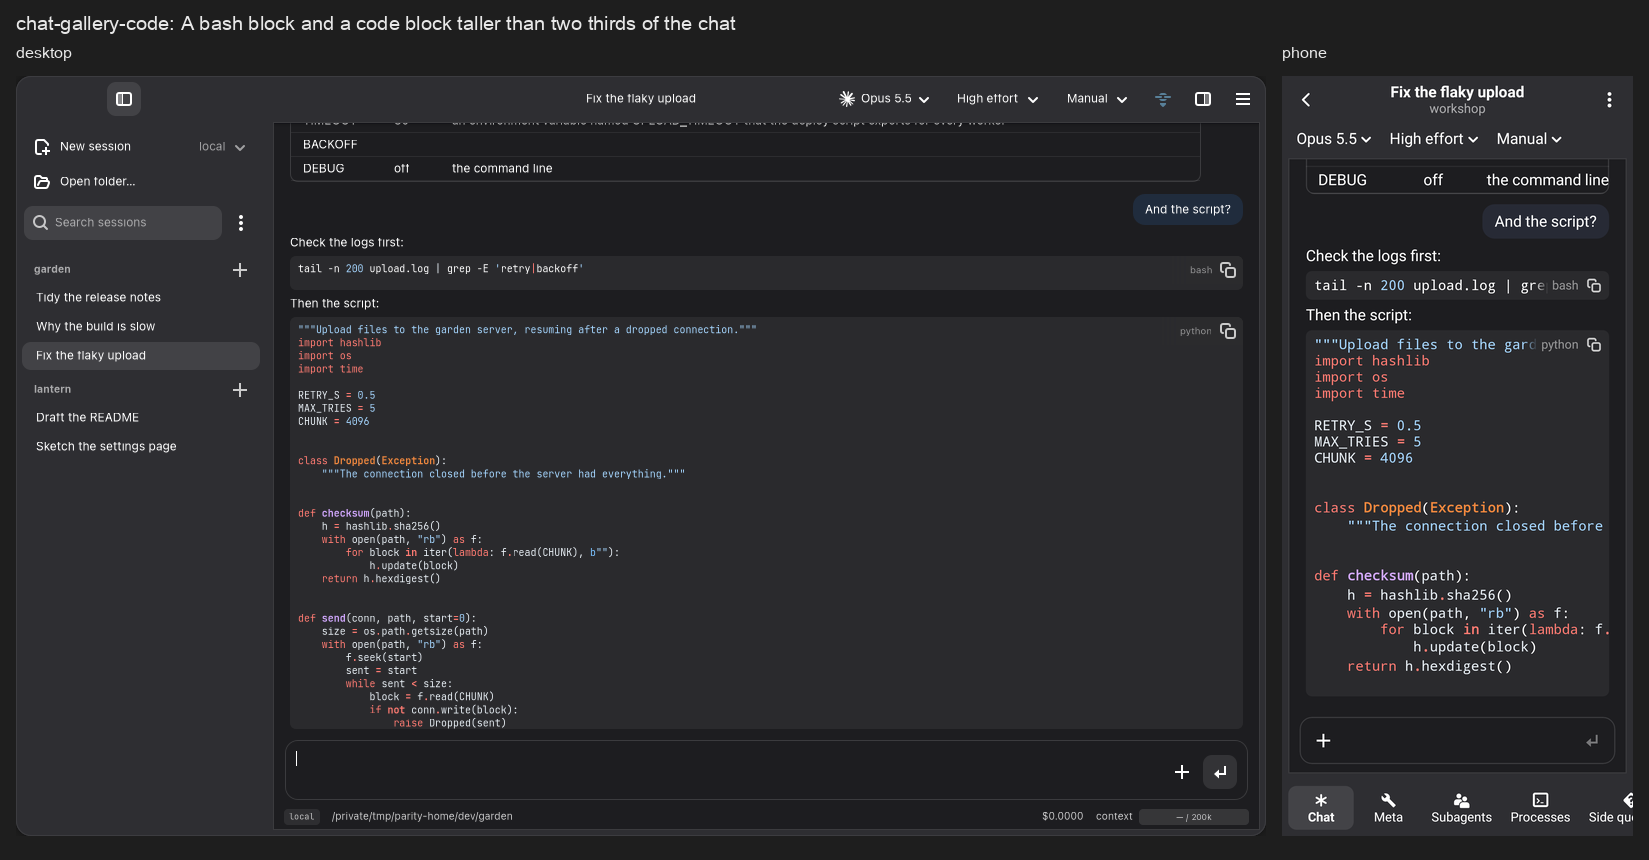 chat-gallery-code: A bash block and a code block taller than two thirds of the chat
desktop
Fix the flaky upload
Opus 5.5
High effort
Manual
New session
local
Open folder...
Search sessions
garden
Tidy the release notes
Why the build is slow
Fix the flaky upload
lantern
Draft the README
Sketch the settings page
BACKOFF
DEBUG off the command line
And the script?
Check the logs first:
tail -n 200 upload.log | grep -E 'retry|backoff'
bash
Then the script:
python
"""Upload files to the garden server, resuming after a dropped connection."""
import hashlib
import os
import time
RETRY_S = 0.5
MAX_TRIES = 5
CHUNK = 4096
class Dropped(Exception):
"""The connection closed before the server had everything."""
def checksum(path):
h = hashlib.sha256()
with open(path, "rb") as f:
for block in iter(lambda: f.read(CHUNK), b""):
h.update(block)
return h.hexdigest()
def send(conn, path, start=0):
size = os.path.getsize(path)
with open(path, "rb") as f:
f.seek(start)
sent = start
while sent < size:
block = f.read(CHUNK)
if not conn.write(block):
raise Dropped(sent)
local
/private/tmp/parity-home/dev/garden
$0.0000
context
— / 200k
phone
Fix the flaky upload
workshop
Opus 5.5
High effort
Manual
DEBUG off the command line
And the script?
Check the logs first:
tail -n 200 upload.log | gre
bash
Then the script:
"""Upload files to the gard
python
import hashlib
import os
import time
RETRY_S = 0.5
MAX_TRIES = 5
CHUNK = 4096
class Dropped(Exception):
"""The connection closed before
def checksum(path):
h = hashlib.sha256()
with open(path, "rb") as f:
for block in iter(lambda: f.
h.update(block)
return h.hexdigest()
Chat
Meta
Subagents
Processes
Side qu